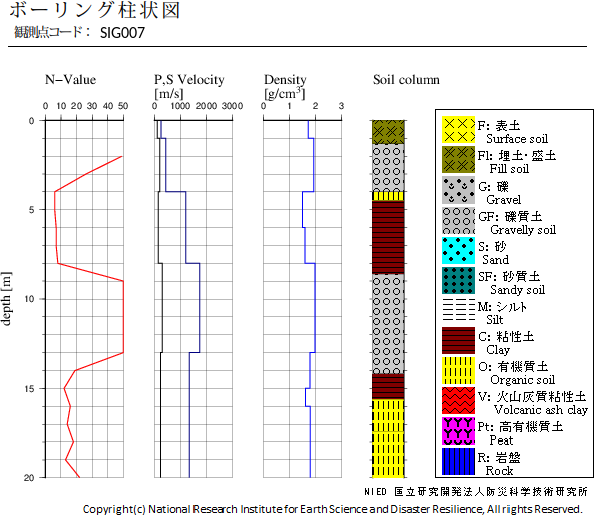 ボーリング柱状図
観測点コード: SIG007
N−Value
P,S Velocity
[m/s]
Density
[g/cm3]
Soil column
0 10 20 30 40 50
0 1000 2000 3000
0 1 2 3
0
5
10
15
20
depth [m]
F: 表土
Surface soil
Fl: 埋土・盛土
Fill soil
G: 礫
Gravel
GF: 礫質土
Gravelly soil
S: 砂
Sand
SF: 砂質土
Sandy soil
M: シルト
Silt
C: 粘性土
Clay
O: 有機質土
Organic soil
V: 火山灰質粘性土
Volcanic ash clay
Pt: 高有機質土
Peat
R: 岩盤
Rock
NIED 国立研究開発法人防災科学技術研究所
Copyright(c) National Research Institute for Earth Science and Disaster Resilience, All Rights Reserved.